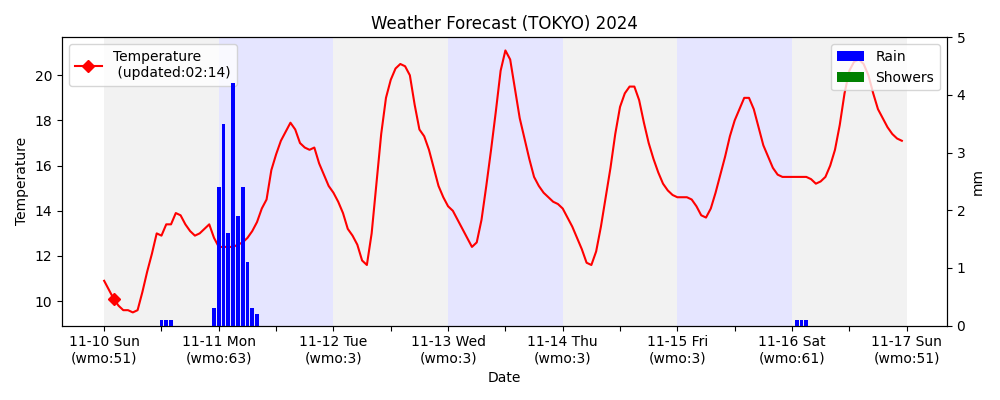 Weather Forecast (TOKYO) 2024
Temperature
(updated:02:14)
Rain
Showers
Temperature
20
18
16
14
12
10
5
4
3
2
1
0
mm
11-10 Sun
(wmo:51)
11-11 Mon
(wmo:63)
11-12 Tue
(wmo:3)
11-13 Wed
(wmo:3)
11-14 Thu
(wmo:3)
11-15 Fri
(wmo:3)
11-16 Sat
(wmo:61)
11-17 Sun
(wmo:51)
Date